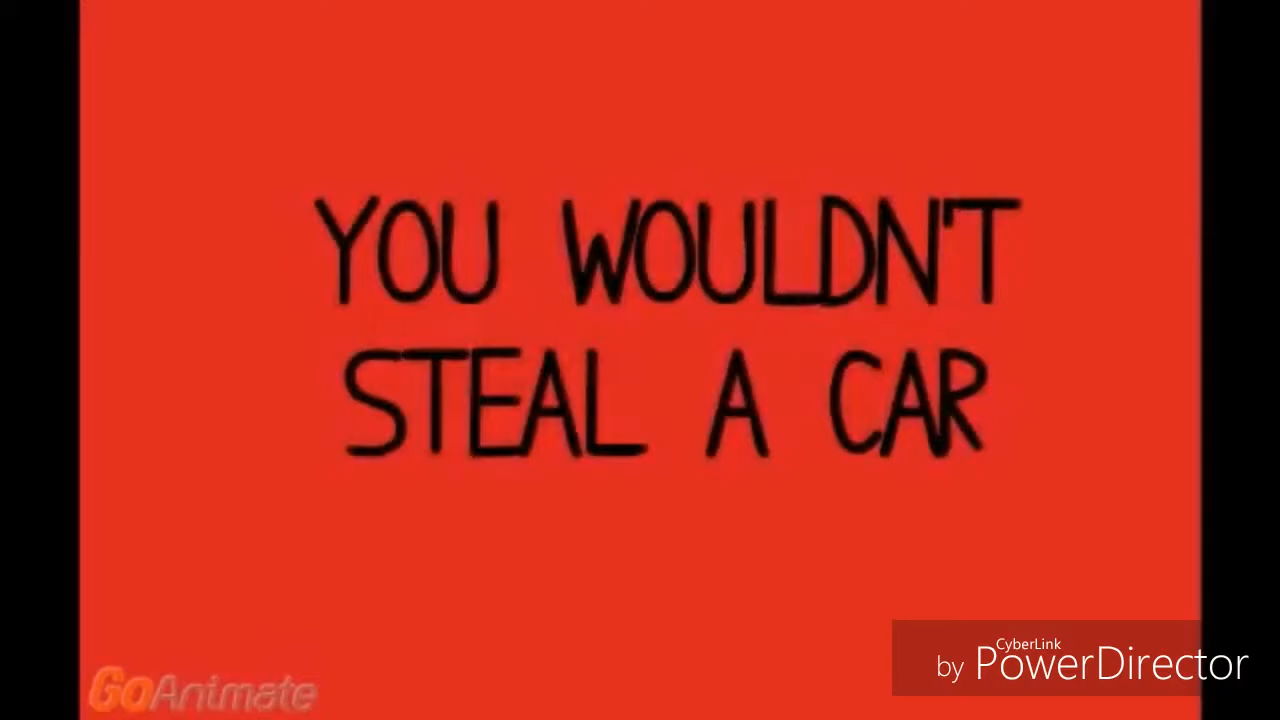 YOU WOULDN'T
STEAL A CAR
CyberLink
by PowerDirector
GoAnimate